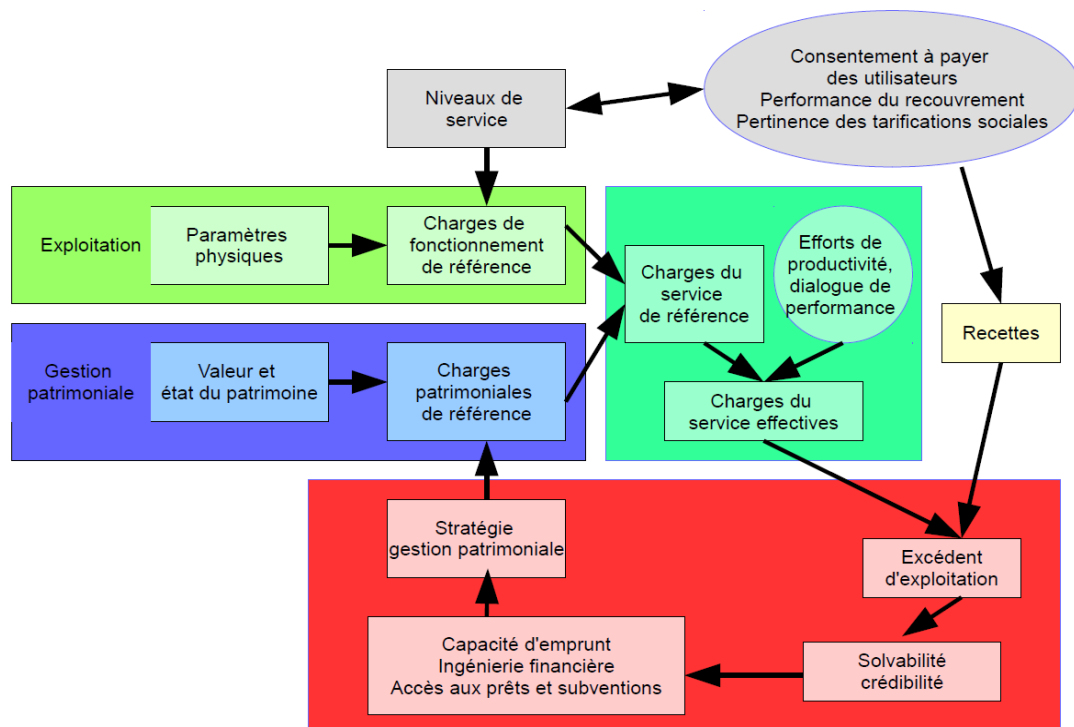 Consentement à payer
des utilisateurs
Performance du recouvrement
Pertinence des tarifications sociales
Niveaux de
service
Exploitation
Paramètres
physiques
Charges de
fonctionnement
de référence
Charges du
service
de référence
Efforts de
productivité,
dialogue de
performance
Recettes
Gestion
patrimoniale
Valeur et
état du patrimoine
Charges
patrimoniales
de référence
Charges du
service effectives
Stratégie
gestion patrimoniale
Excédent
d'exploitation
Capacité d'emprunt
Ingénierie financière
Accès aux prêts et subventions
Solvabilité
crédibilité